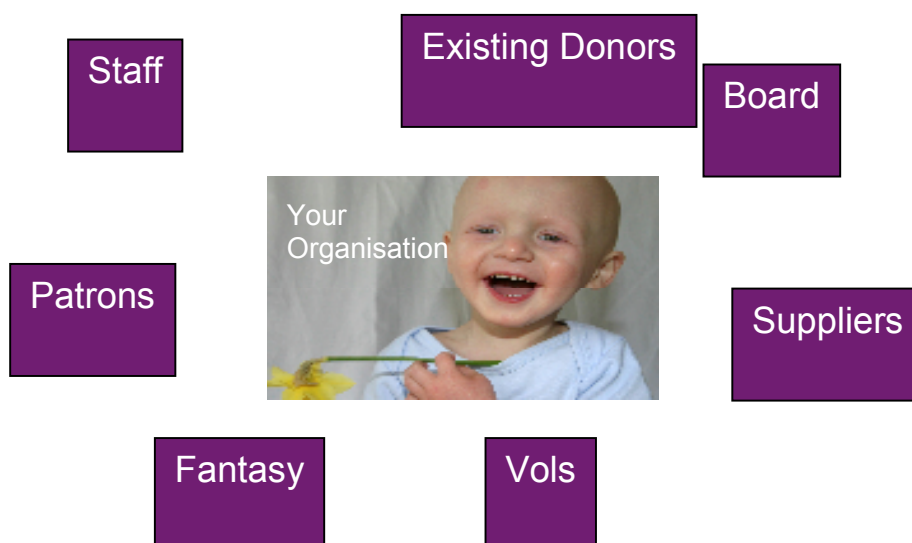 Existing Donors
Staff
Board
Your
Organisation
Patrons
Suppliers
Fantasy
Vols